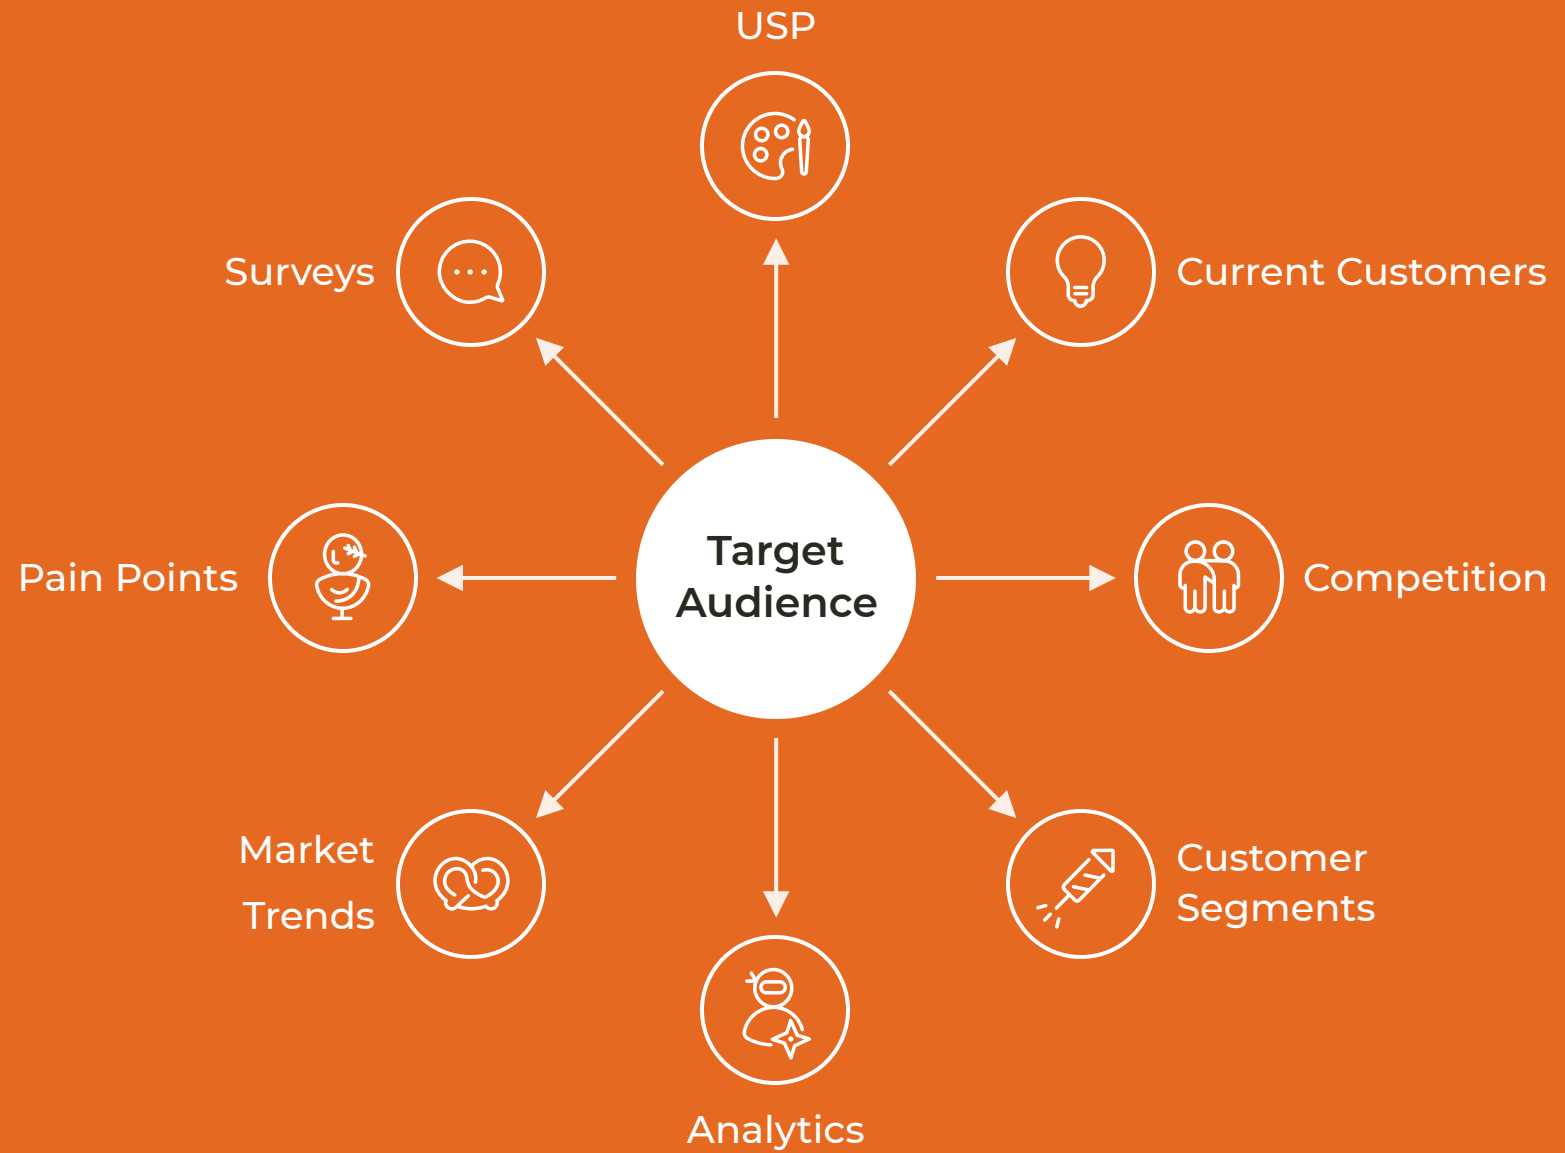 USP
Surveys
Current Customers
Pain Points
Target
Audience
Competition
Market
Trends
Customer
Segments
Analytics